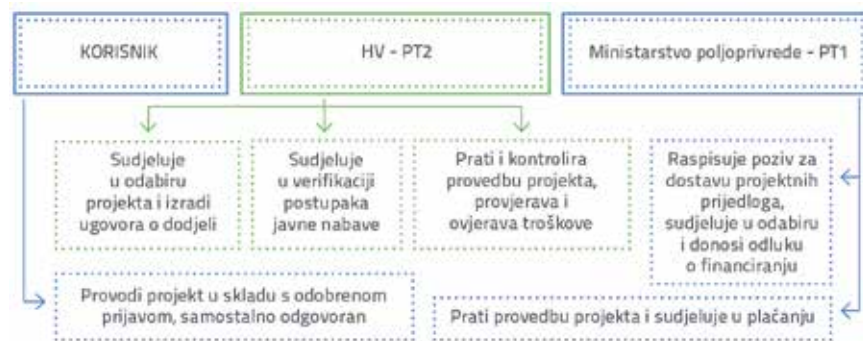 KORISNIK
HV - PT2
Ministarstvo poljoprivrede - PT1
Sudjeluje
u odabiru
projekta i izradi
ugovora o dodjeli
Sudjeluje
u verifikaciji
postupaka
javne nabave
Prati i kontrolira
provedbu projekta,
provjerava i
ovjerava troškove
Raspisuje poziv za
dostavu projektnih
prijedloga,
sudjeluje u odabiru
i donosi odluku
o financiranju
Provodi projekt u skladu s odobrenom
prijavom, samostalno odgovoran
Prati provedbu projekta i sudjeluje u plačanju